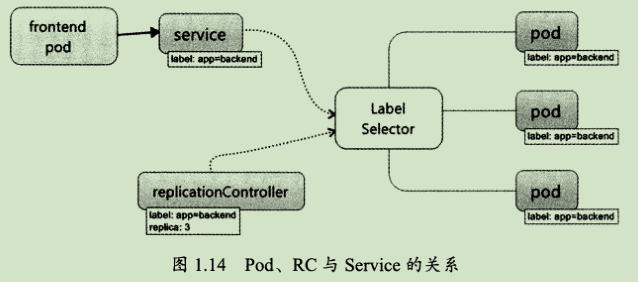 frontend
pod
service
label: app=backend
pod
label: app=backend
Label
Selector
pod
label: app=backend
replicationController
label: app=backend
replica: 3
pod
label: app=backend
图 1.14 Pod、RC 与 Service 的关系